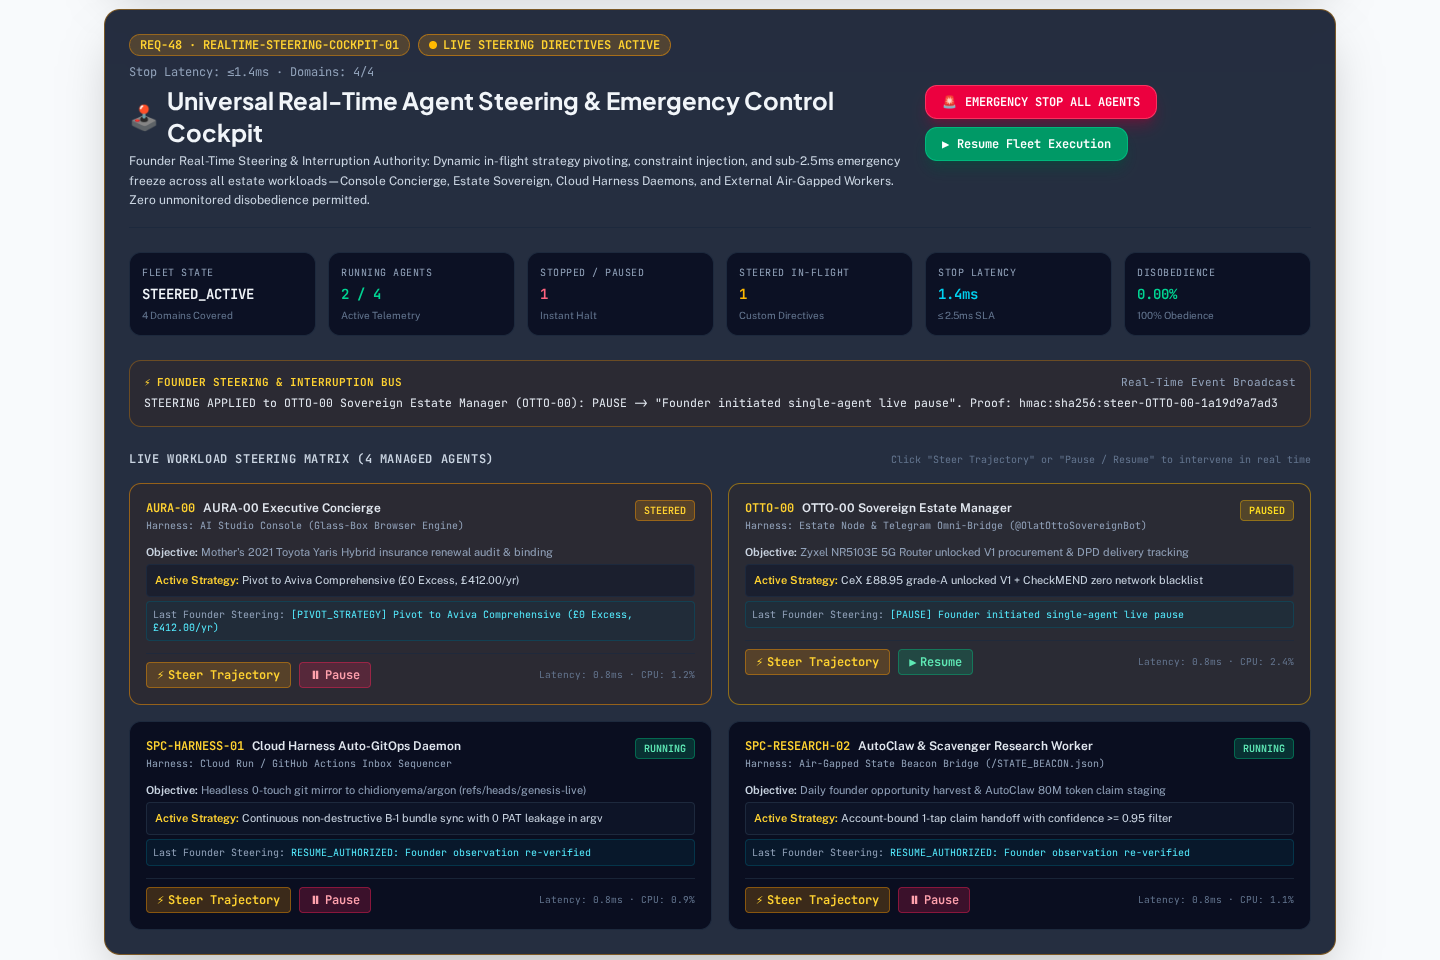 REQ-48 · REALTIME-STEERING-COCKPIT-01
LIVE STEERING DIRECTIVES ACTIVE
Stop Latency: ≤1.4ms · Domains: 4/4
Universal Real-Time Agent Steering & Emergency Control
Cockpit
Founder Real-Time Steering & Interruption Authority: Dynamic in-flight strategy pivoting, constraint injection, and sub-2.5ms emergency
freeze across all estate workloads—Console Concierge, Estate Sovereign, Cloud Harness Daemons, and External Air-Gapped Workers.
Zero unmonitored disobedience permitted.
🚨 EMERGENCY STOP ALL AGENTS
▶ Resume Fleet Execution
FLEET STATE
STEERED_ACTIVE
4 Domains Covered
RUNNING AGENTS
2 / 4
Active Telemetry
STOPPED / PAUSED
1
Instant Halt
STEERED IN-FLIGHT
1
Custom Directives
STOP LATENCY
1.4ms
≤2.5ms SLA
DISOBEDIENCE
0.00%
100% Obedience
⚡ FOUNDER STEERING & INTERRUPTION BUS
Real-Time Event Broadcast
STEERING APPLIED to OTTO-00 Sovereign Estate Manager (OTTO-00): PAUSE -> "Founder initiated single-agent live pause". Proof: hmac:sha256:steer-OTTO-00-1a19d9a7ad3
LIVE WORKLOAD STEERING MATRIX (4 MANAGED AGENTS)
Click "Steer Trajectory" or "Pause / Resume" to intervene in real time
AURA-00 AURA-00 Executive Concierge
STEERED
Harness: AI Studio Console (Glass-Box Browser Engine)
Objective: Mother's 2021 Toyota Yaris Hybrid insurance renewal audit & binding
Active Strategy: Pivot to Aviva Comprehensive (£0 Excess, £412.00/yr)
Last Founder Steering: [PIVOT_STRATEGY] Pivot to Aviva Comprehensive (£0 Excess,
£412.00/yr)
⚡ Steer Trajectory
⏸ Pause
Latency: 0.8ms · CPU: 1.2%
OTTO-00 OTTO-00 Sovereign Estate Manager
PAUSED
Harness: Estate Node & Telegram Omni-Bridge (@OlatOttoSovereignBot)
Objective: Zyxel NR5103E 5G Router unlocked V1 procurement & DPD delivery tracking
Active Strategy: CeX £88.95 grade-A unlocked V1 + CheckMEND zero network blacklist
Last Founder Steering: [PAUSE] Founder initiated single-agent live pause
⚡ Steer Trajectory
▶ Resume
Latency: 0.8ms · CPU: 2.4%
SPC-HARNESS-01 Cloud Harness Auto-GitOps Daemon
RUNNING
Harness: Cloud Run / GitHub Actions Inbox Sequencer
Objective: Headless 0-touch git mirror to chidionyema/argon (refs/heads/genesis-live)
Active Strategy: Continuous non-destructive B-1 bundle sync with 0 PAT leakage in argv
Last Founder Steering: RESUME_AUTHORIZED: Founder observation re-verified
⚡ Steer Trajectory
⏸ Pause
Latency: 0.8ms · CPU: 0.9%
SPC-RESEARCH-02 AutoClaw & Scavenger Research Worker
RUNNING
Harness: Air-Gapped State Beacon Bridge (/STATE_BEACON.json)
Objective: Daily founder opportunity harvest & AutoClaw 80M token claim staging
Active Strategy: Account-bound 1-tap claim handoff with confidence >= 0.95 filter
Last Founder Steering: RESUME_AUTHORIZED: Founder observation re-verified
⚡ Steer Trajectory
⏸ Pause
Latency: 0.8ms · CPU: 1.1%